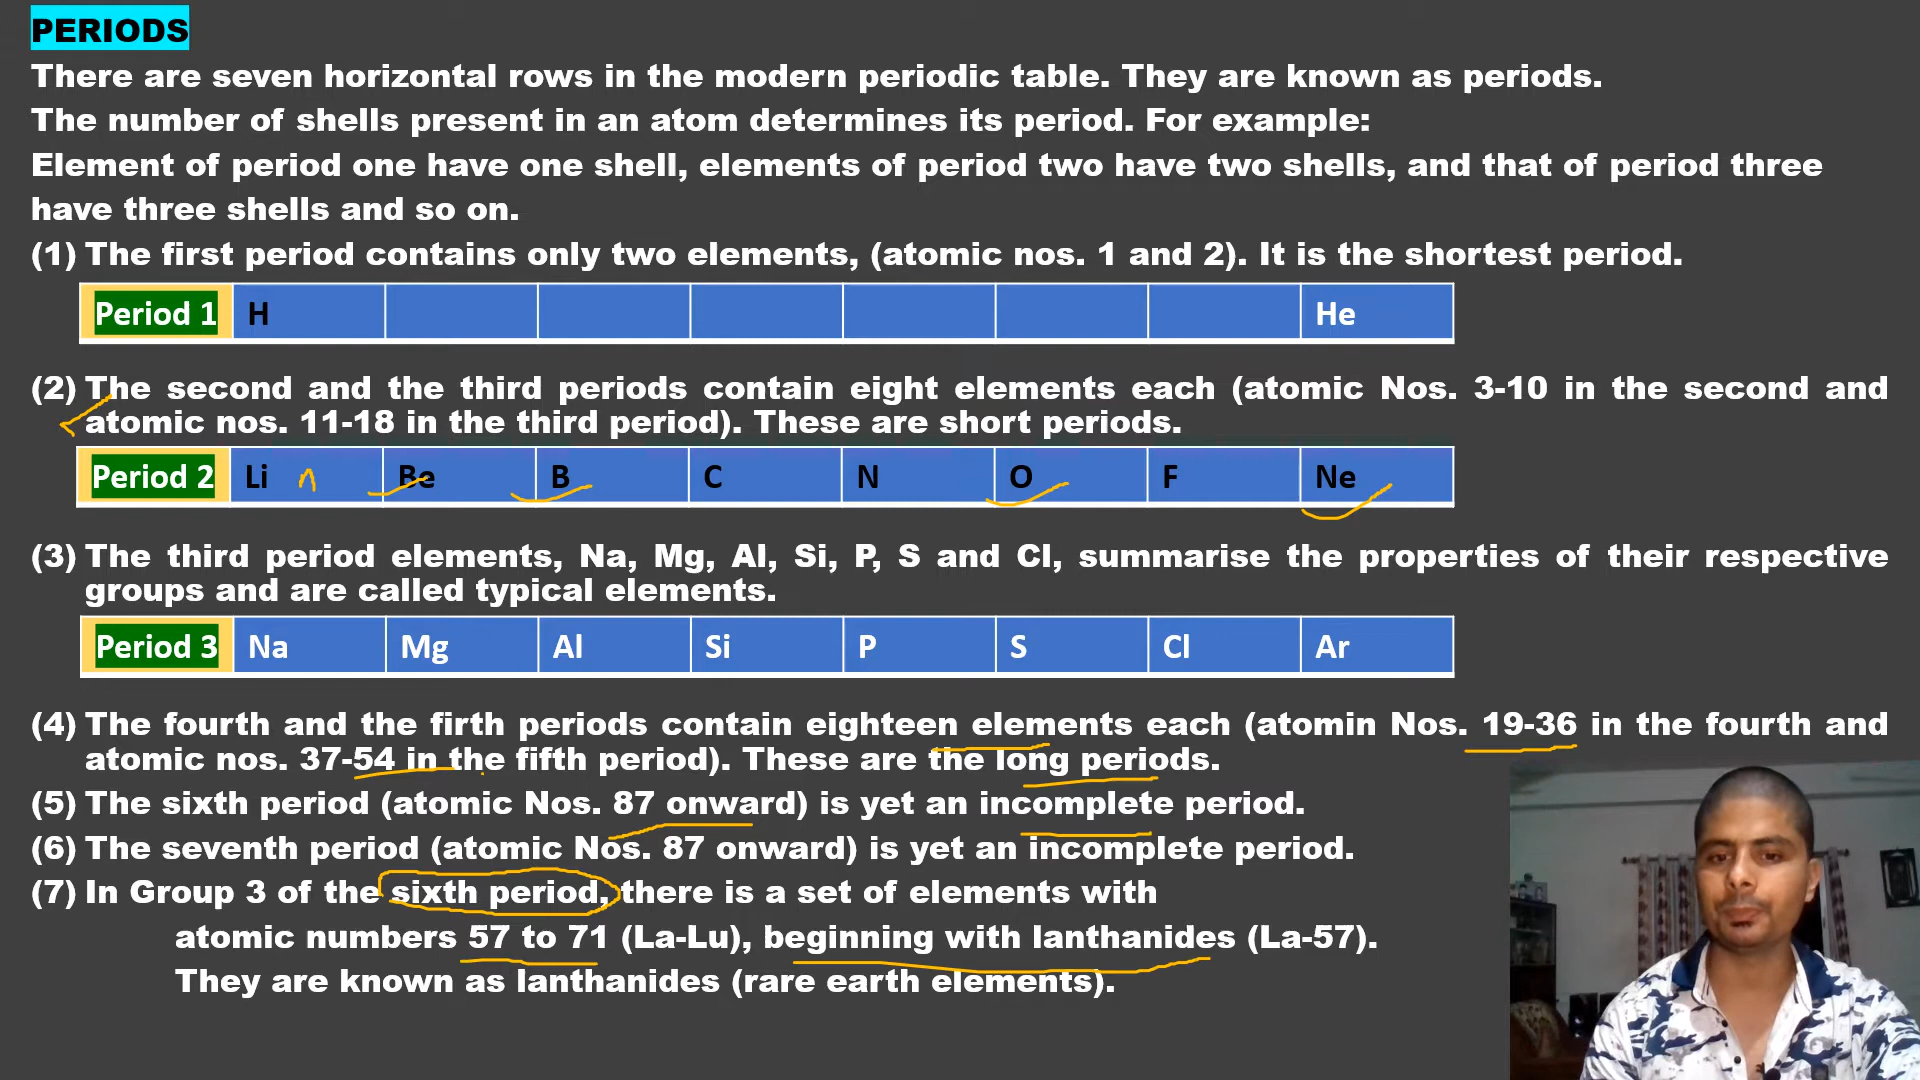 PERIODS
There are seven horizontal rows in the modern periodic table. They are known as periods.
The number of shells present in an atom determines its period. For example:
Element of period one have one shell, elements of period two have two shells, and that of period three
have three shells and so on.
(1) The first period contains only two elements, (atomic nos. 1 and 2). It is the shortest period.
Period 1 H He
(2) The second and the third periods contain eight elements each (atomic Nos. 3-10 in the second and
atomic nos. 11-18 in the third period). These are short periods.
Period 2 Li Be B C N O F Ne
(3) The third period elements, Na, Mg, Al, Si, P, S and Cl, summarise the properties of their respective
groups and are called typical elements.
Period 3 Na Mg Al Si P S Cl Ar
(4) The fourth and the firth periods contain eighteen elements each (atomin Nos. 19-36 in the fourth and
atomic nos. 37-54 in the fifth period). These are the long periods.
(5) The sixth period (atomic Nos. 87 onward) is yet an incomplete period.
(6) The seventh period (atomic Nos. 87 onward) is yet an incomplete period.
(7) In Group 3 of the sixth period, there is a set of elements with
atomic numbers 57 to 71 (La-Lu), beginning with lanthanides (La-57).
They are known as lanthanides (rare earth elements).